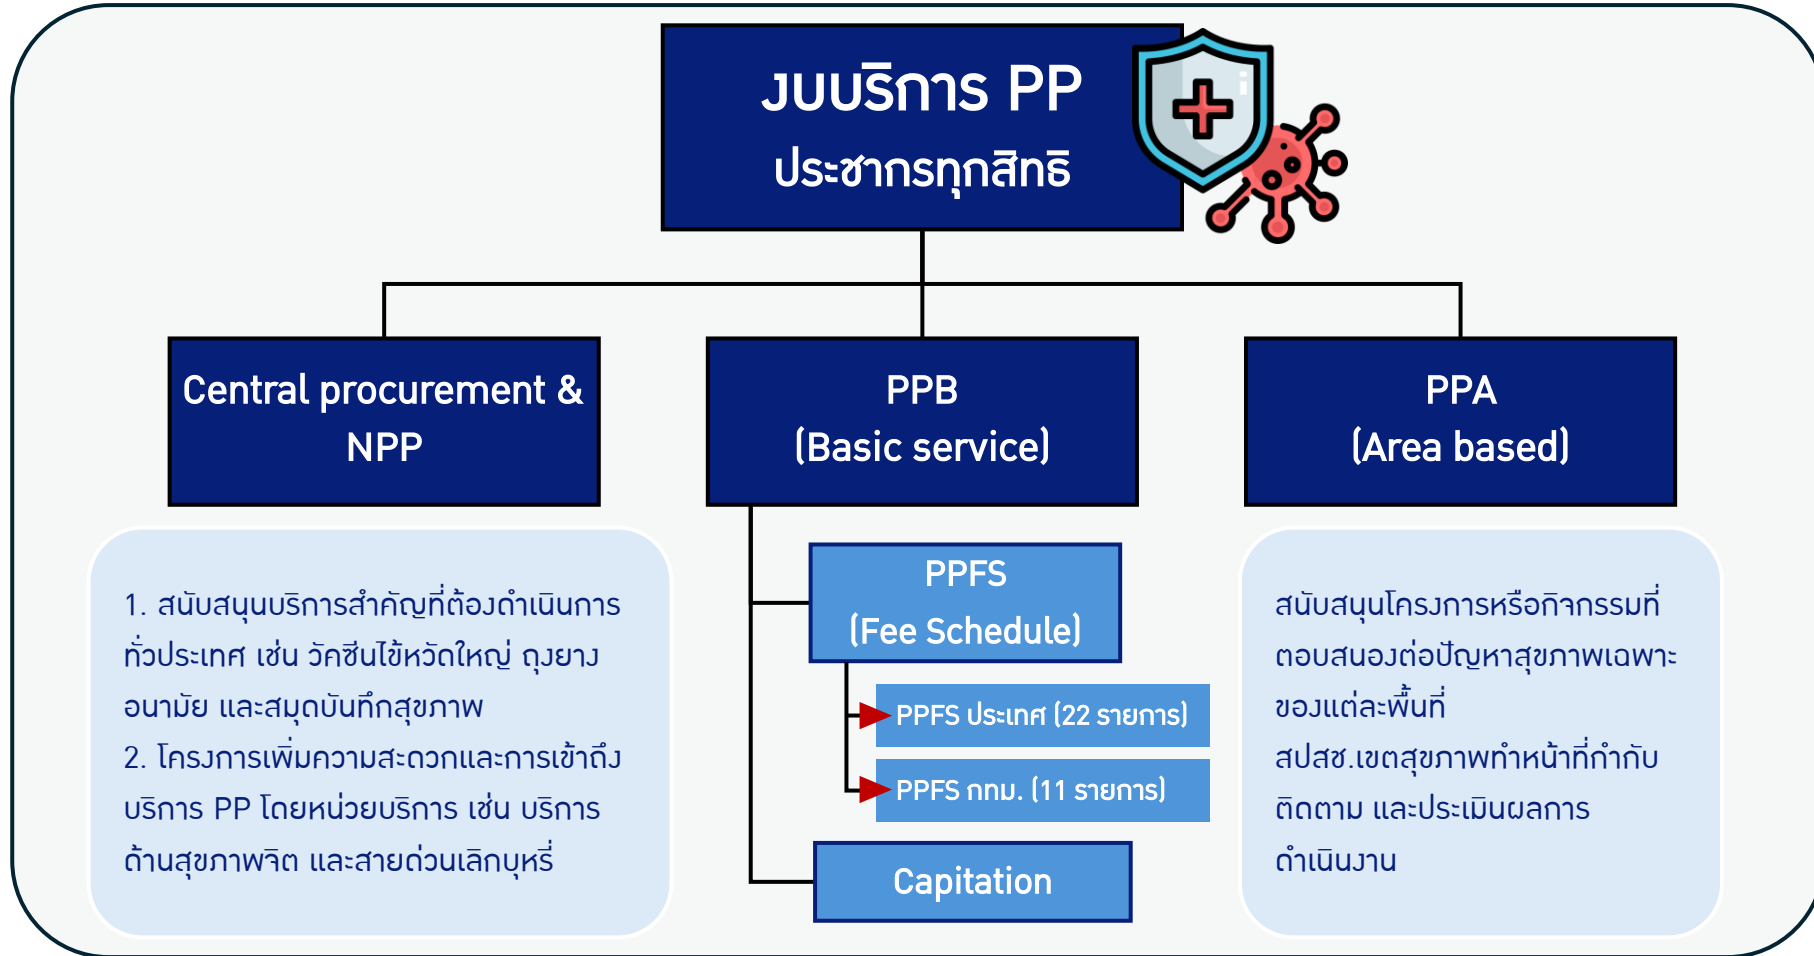 งบบริการ PP
ประชากรทุกสิทธิ
Central procurement &
NPP
PPB
(Basic service)
PPA
(Area based)
1. สนับสนุนบริการสำคัญที่ต้องดำเนินการ
ทั่วประเทศ เช่น วัคซีนไข้หวัดใหญ่ ถุงยาง
อนามัย และสมุดบันทึกสุขภาพ
2. โครงการเพิ่มความสะดวกและการเข้าถึง
บริการ PP โดยหน่วยบริการ เช่น บริการ
ด้านสุขภาพจิต และสายด่วนเลิกบุหรี่
PPFS
(Fee Schedule)
PPFS ประเทศ (22 รายการ)
PPFS กทม. (11 รายการ)
Capitation
สนับสนุนโครงการหรือกิจกรรมที่
ตอบสนองต่อปัญหาสุขภาพเฉพาะ
ของแต่ละพื้นที่
สปสช.เขตสุขภาพทำหน้าที่กำกับ
ติดตาม และประเมินผลการ
ดำเนินงาน